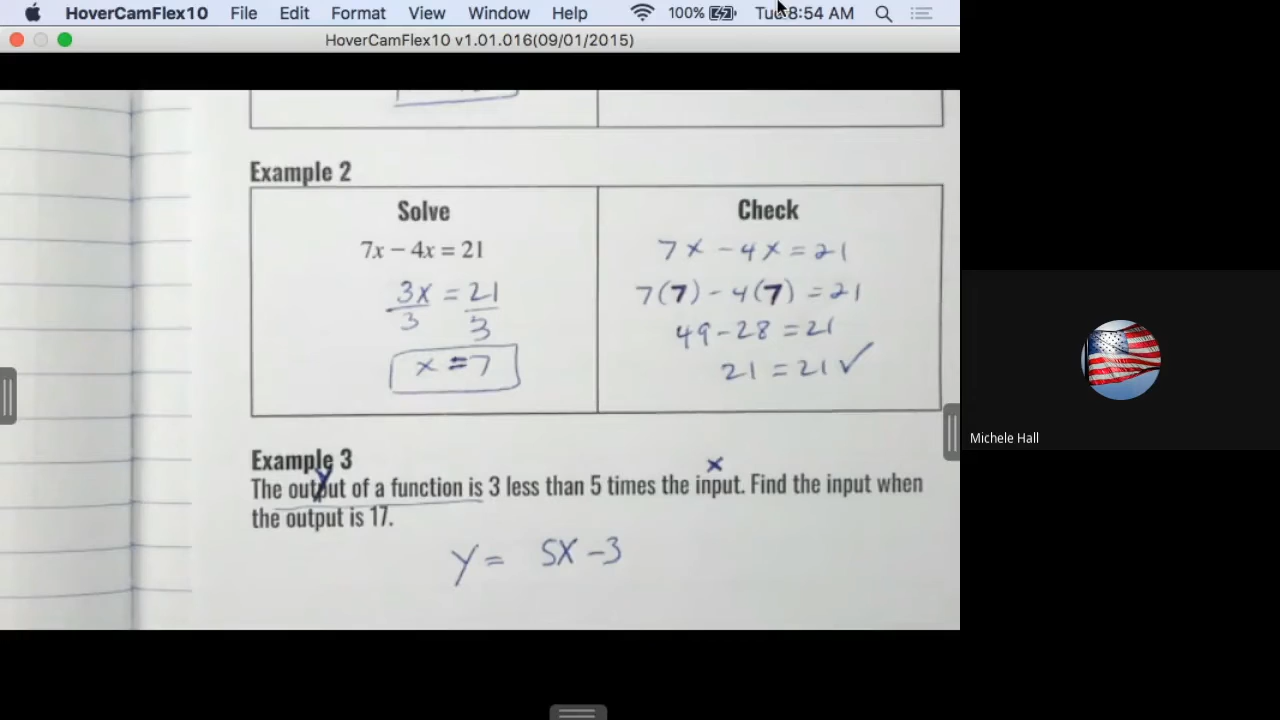 HoverCamFlex10 File Edit Format View Window Help 100% Tue 8:54 AM
HoverCamFlex10 v1.01.016(09/01/2015)
Example 2
Solve
7x − 4x = 21
3x = 21
3 3
x = 7
Check
7x - 4x = 21
7(7) - 4(7) = 21
49 - 28 = 21
21 = 21 ✓
Example 3
y x
The output of a function is 3 less than 5 times the input. Find the input when
the output is 17.
y = 5x - 3
Michele Hall